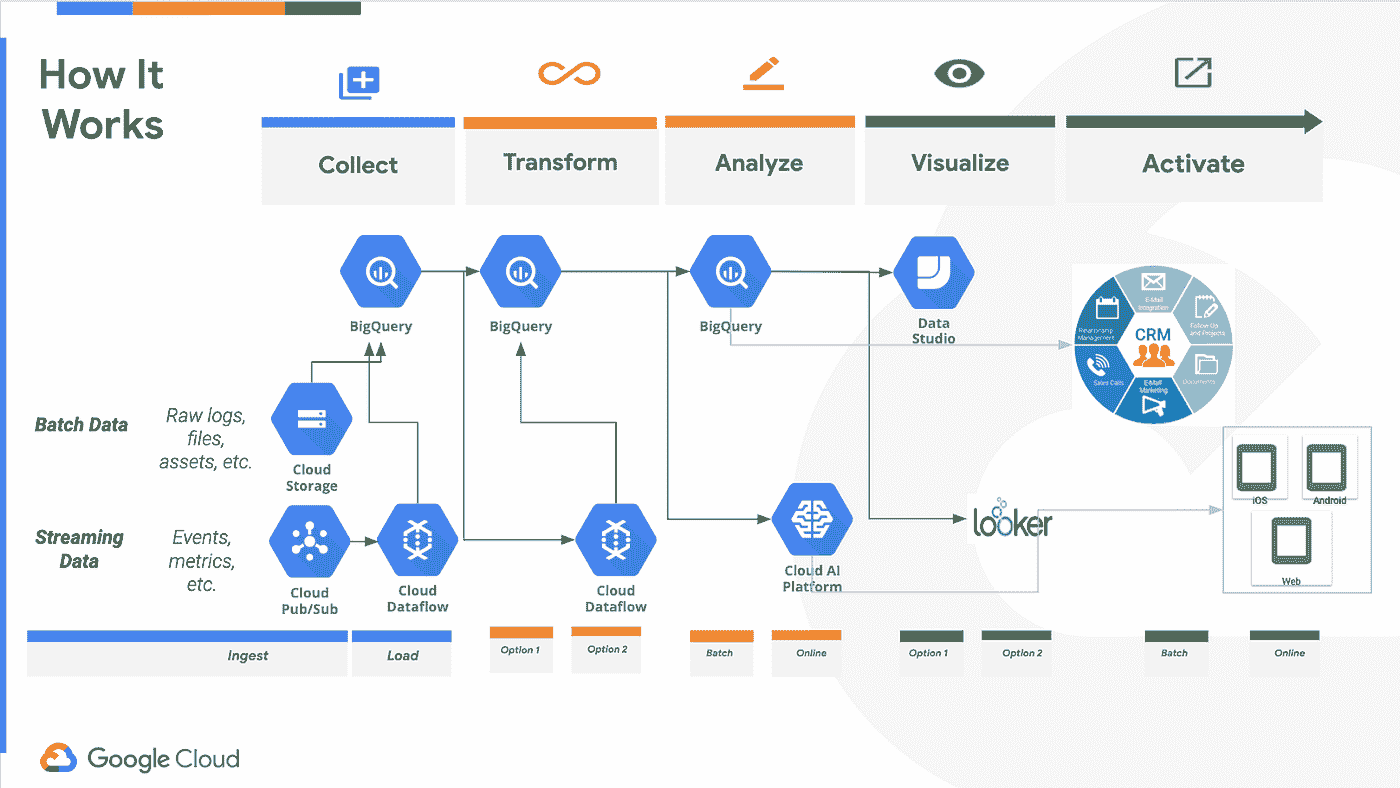 How It
Works
Collect
Transform
Analyze
Visualize
Activate
BigQuery
BigQuery
BigQuery
Data
Studio
E-Mail
Integration
Follow Up
and Projects
Relationship
Management
CRM
Sales Calls
Documents
E-Mail
Marketing
Batch Data
Raw logs,
files,
assets, etc.
Cloud
Storage
iOS
Android
looker
Streaming
Data
Events,
metrics,
etc.
Cloud
Pub/Sub
Cloud
Dataflow
Cloud
Dataflow
Cloud AI
Platform
Web
Ingest
Load
Option 1
Option 2
Batch
Online
Option 1
Option 2
Batch
Online
Google Cloud